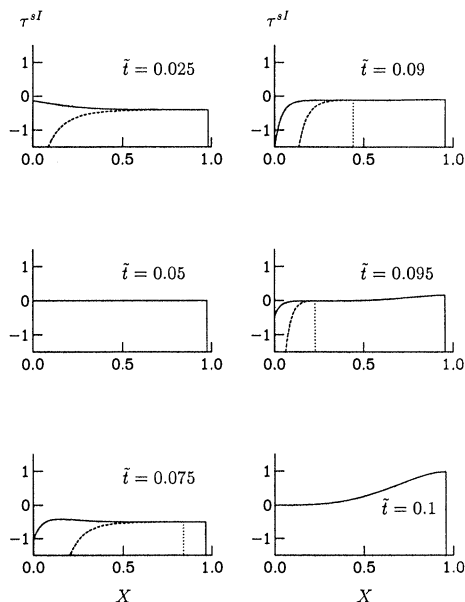 τ^{sI} τ^{sI}
1 t̃ = 0.025 1 t̃ = 0.09
0 0
−1 −1
0.0 0.5 1.0 0.0 0.5 1.0
1 t̃ = 0.05 1 t̃ = 0.095
0 0
−1 −1
0.0 0.5 1.0 0.0 0.5 1.0
1 t̃ = 0.075 1
0 0 t̃ = 0.1
−1 −1
0.0 0.5 1.0 0.0 0.5 1.0
X X